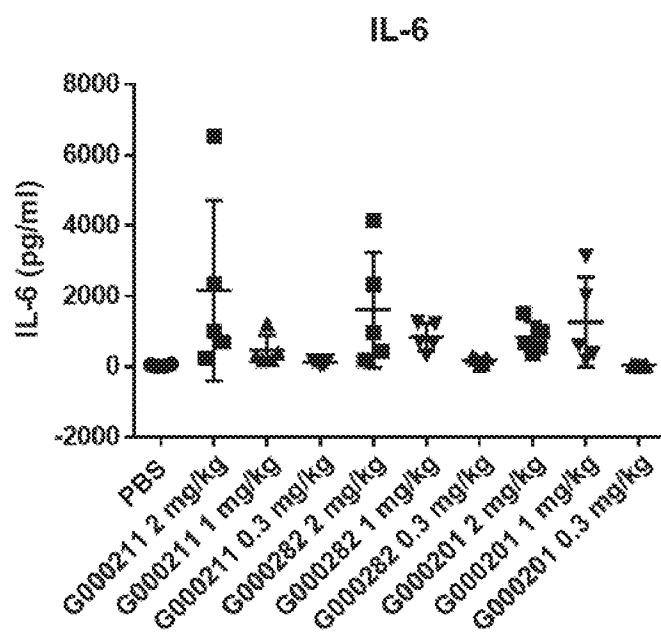 IL-6
8000
6000
4000
2000
0
-2000
IL-6 (pg/ml)
PBS
G000211 2 mg/kg
G000211 1 mg/kg
G000211 0.3 mg/kg
G000282 2 mg/kg
G000282 1 mg/kg
G000282 0.3 mg/kg
G000201 2 mg/kg
G000201 1 mg/kg
G000201 0.3 mg/kg